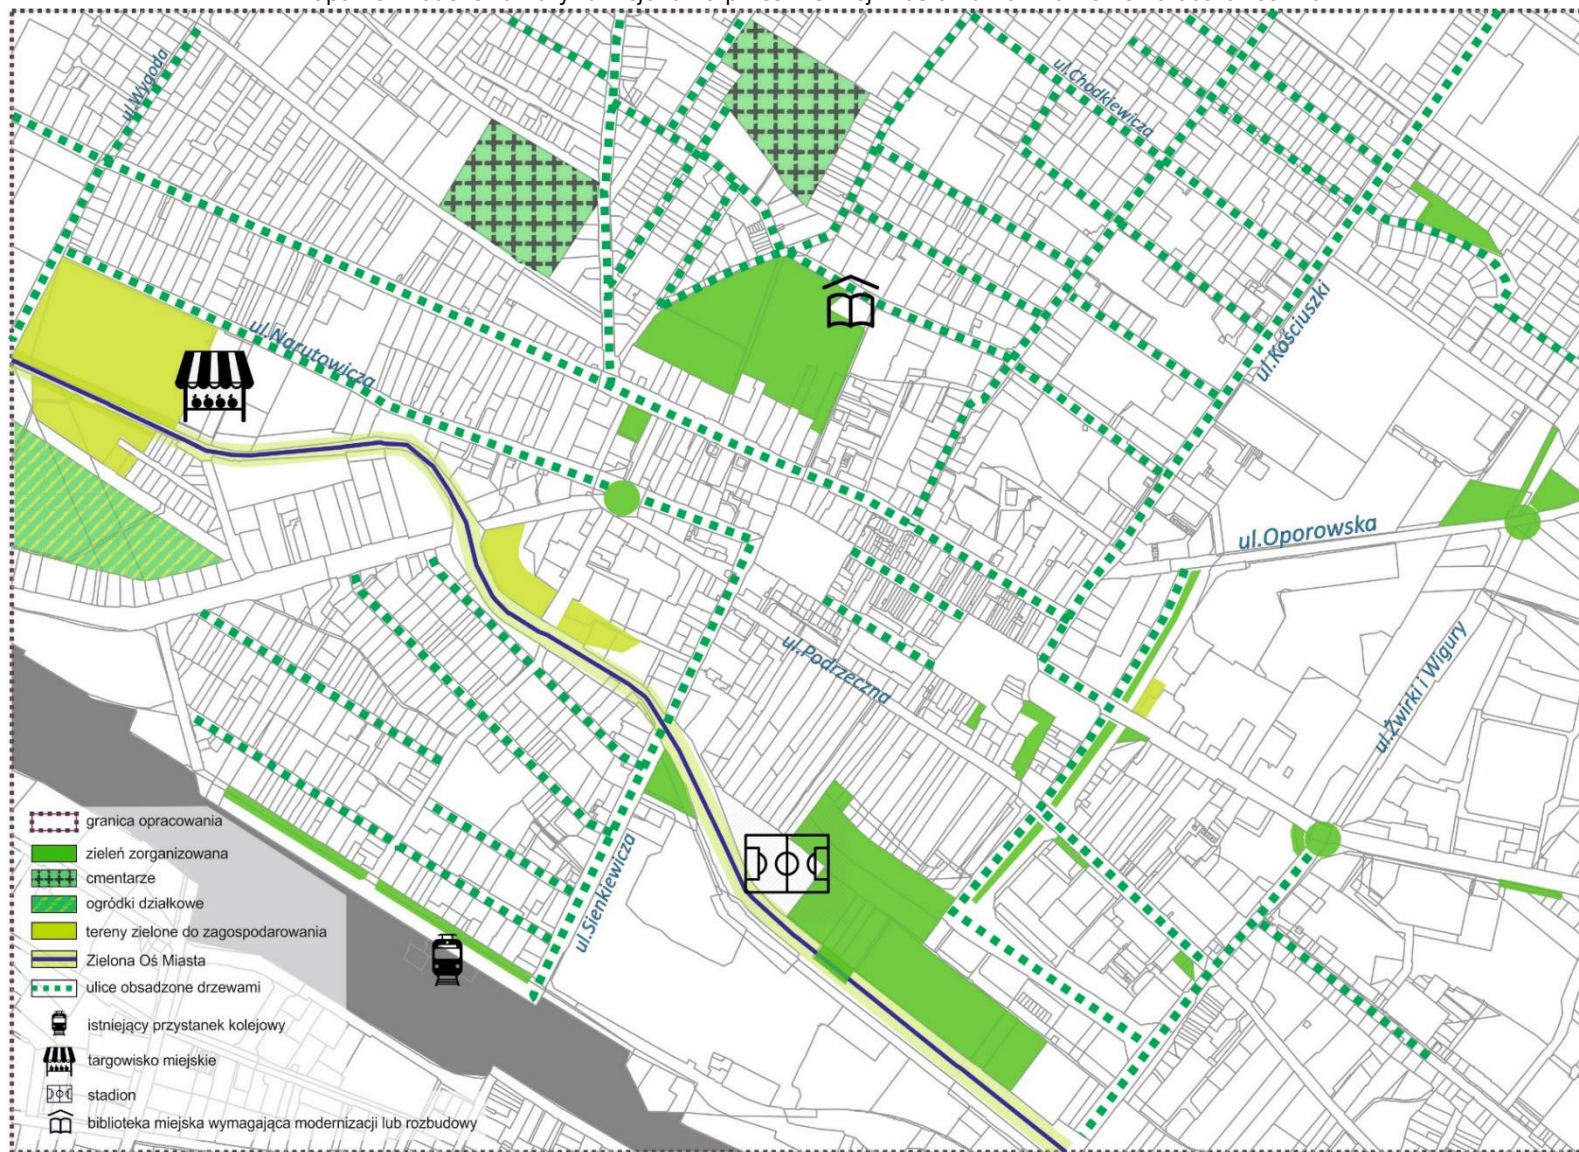 ul.Wygoda
ul.Chodkiewicza
ul.Narutowicza
ul.Kościuszki
ul.Oporowska
ul.Podrzeczna
ul.Żwirki i Wigury
ul.Sienkiewicza
granica opracowania
zieleń zorganizowana
cmentarze
ogródki działkowe
tereny zielone do zagospodarowania
Zielona Oś Miasta
ulice obsadzone drzewami
istniejący przystanek kolejowy
targowisko miejskie
stadion
biblioteka miejska wymagająca modernizacji lub rozbudowy